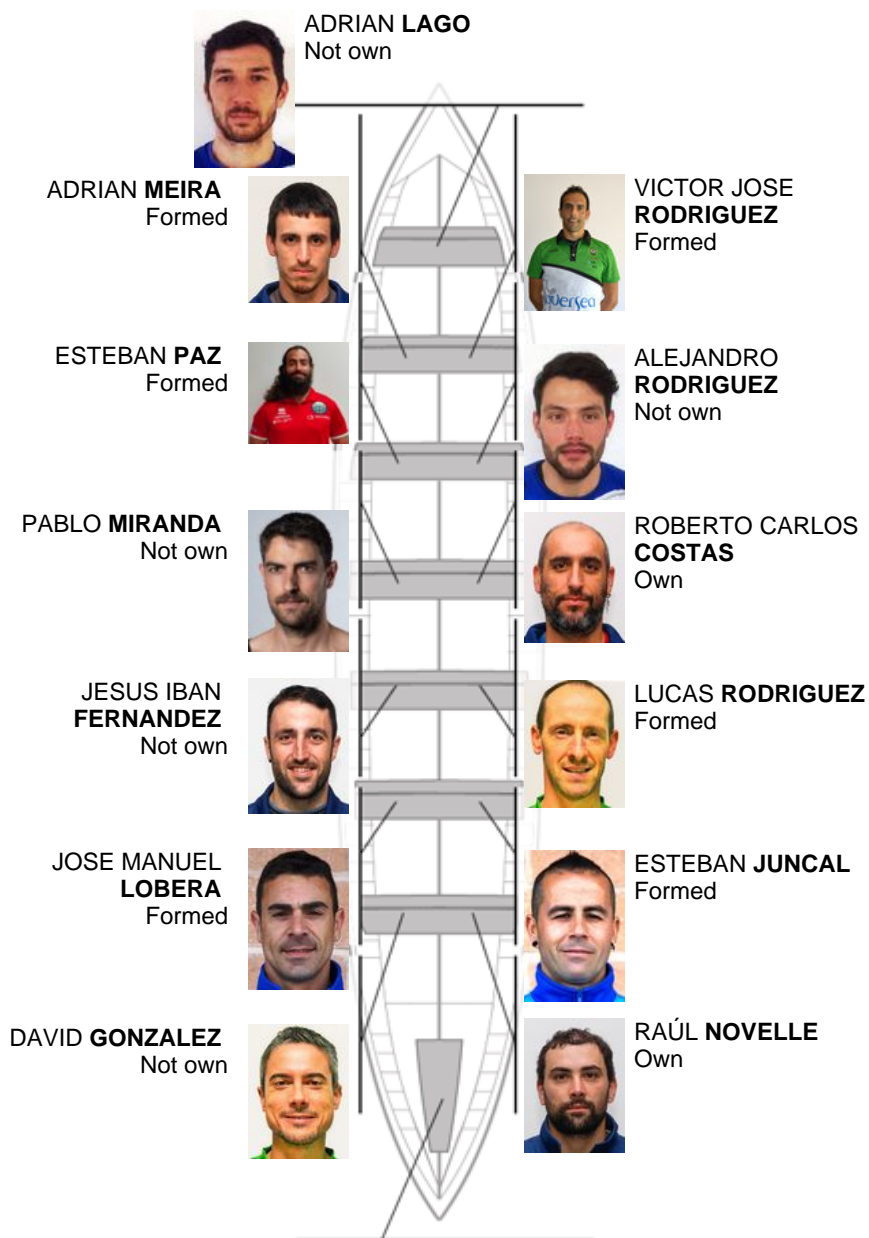 ADRIAN LAGO
Not own
ADRIAN MEIRA
Formed
VICTOR JOSE
RODRIGUEZ
Formed
ESTEBAN PAZ
Formed
ALEJANDRO
RODRIGUEZ
Not own
PABLO MIRANDA
Not own
ROBERTO CARLOS
COSTAS
Own
JESUS IBAN
FERNANDEZ
Not own
LUCAS RODRIGUEZ
Formed
JOSE MANUEL
LOBERA
Formed
ESTEBAN JUNCAL
Formed
DAVID GONZALEZ
Not own
RAÚL NOVELLE
Own